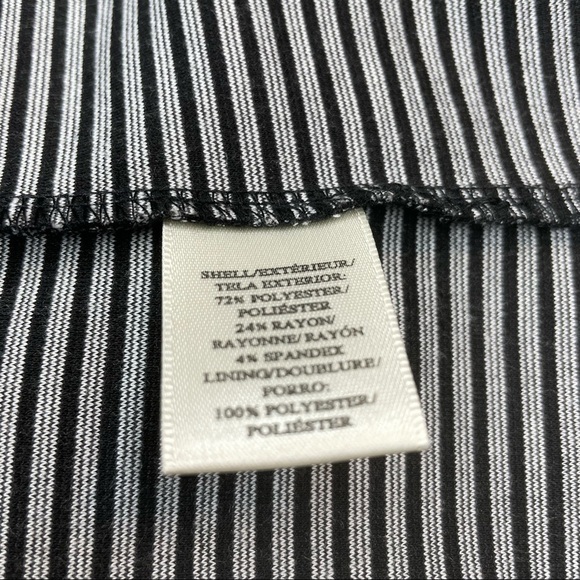 SHELL/EXTÉRIEUR/
TELA EXTERIOR:
72% POLYESTER/
POLIÉSTER
24% RAYON/
RAYONNE/RAYÓN
4% SPANDEX
LINING/DOUBLURE/
FORRO:
100% POLYESTER/
POLIÉSTER